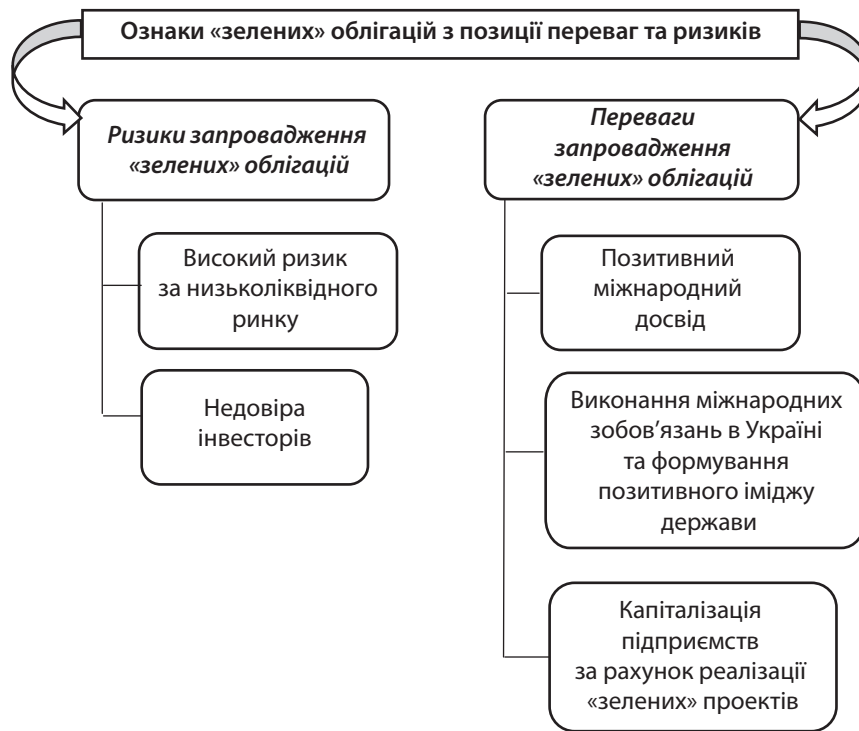 Ознаки «зелених» облігацій з позиції переваг та ризиків
Ризики запровадження
«зелених» облігацій
Високий ризик
за низьколіквідного
ринку
Недовіра
інвесторів
Переваги
запровадження
«зелених» облігацій
Позитивний
міжнародний
досвід
Виконання міжнародних
зобов’язань в Україні
та формування
позитивного іміджу
держави
Капіталізація
підприємств
за рахунок реалізації
«зелених» проектів